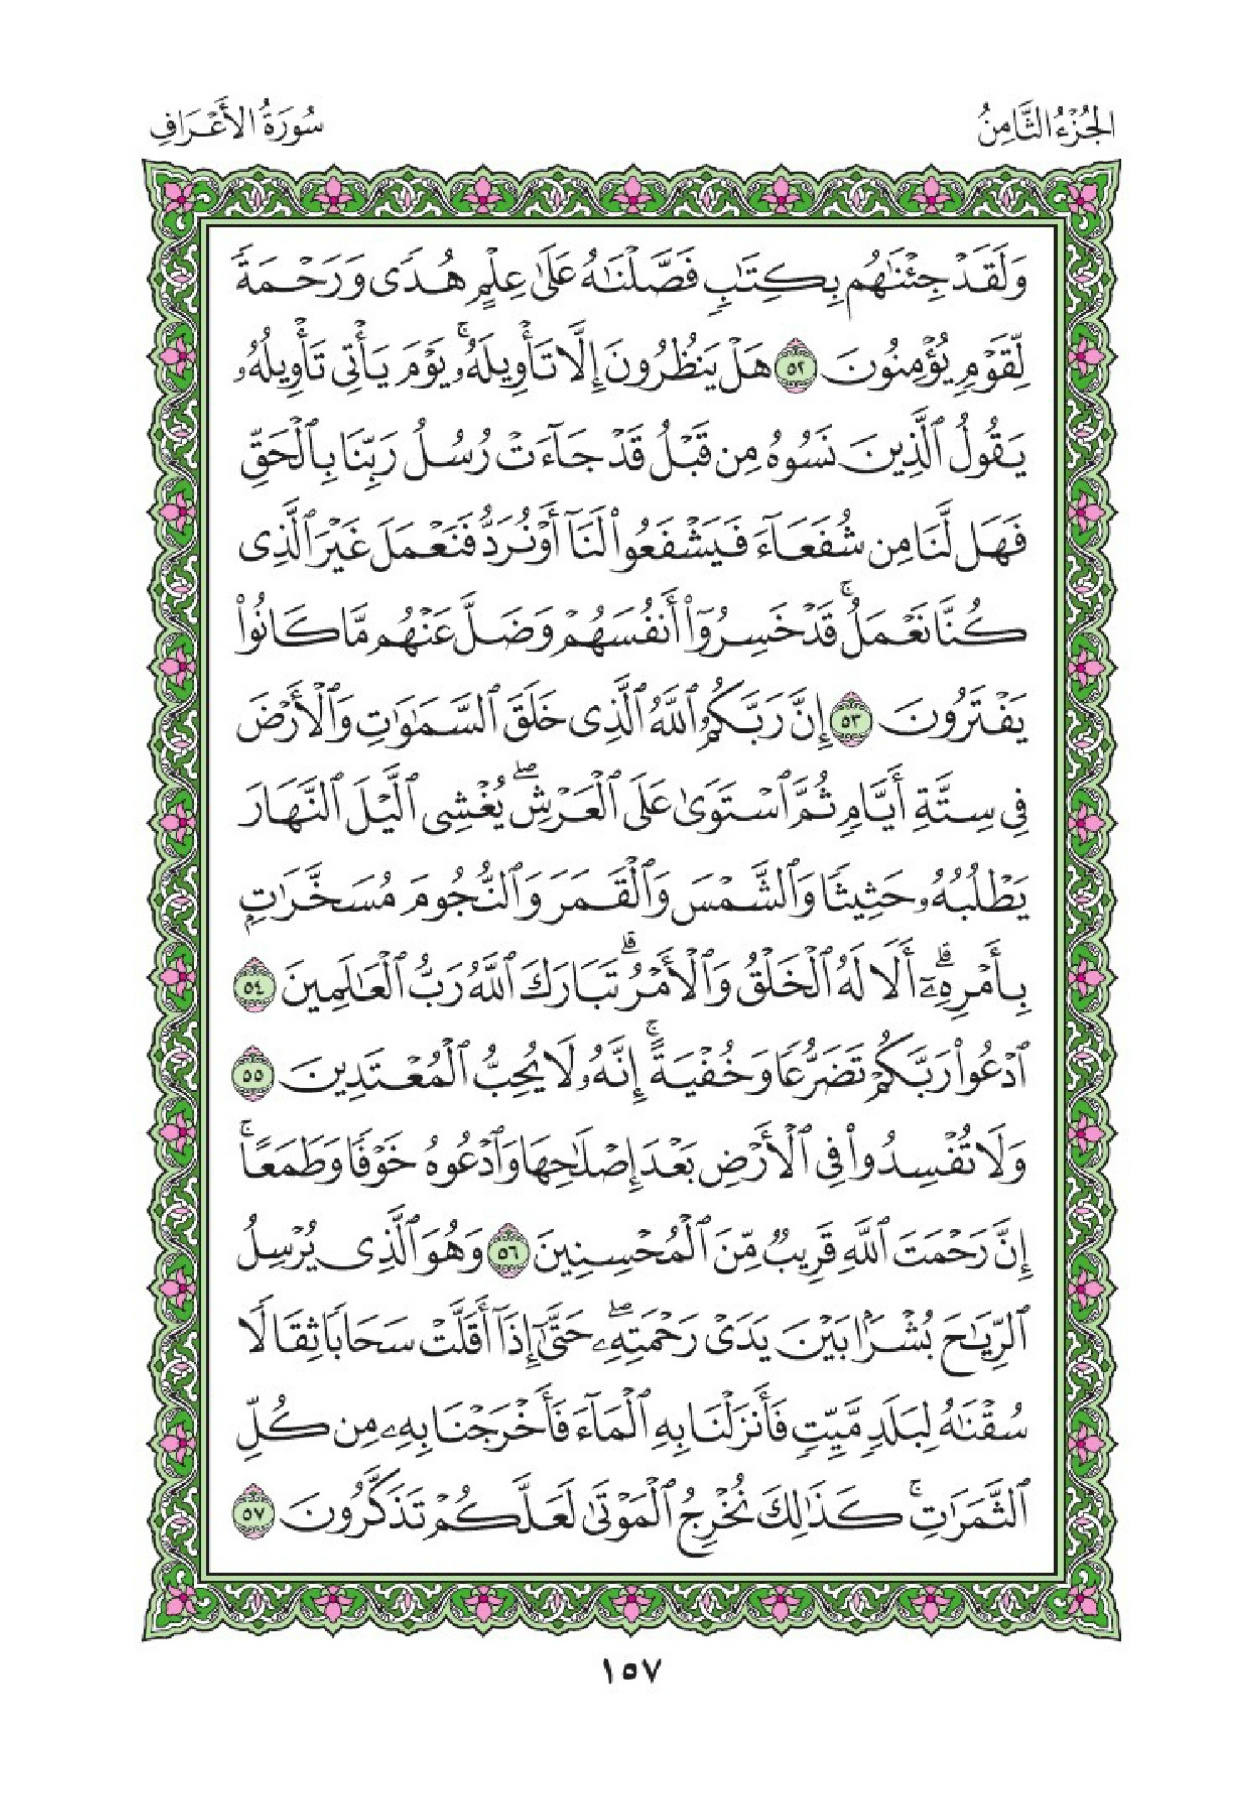 الجُزْءُ الثَّامِنُ
سُورَةُ الأَعْرَافِ
وَلَقَدْ جِئْنَٰهُم بِكِتَٰبٖ فَصَّلْنَٰهُ عَلَىٰ عِلْمٍ هُدٗى وَرَحْمَةٗ
لِّقَوْمٖ يُؤْمِنُونَ ٥٢ هَلْ يَنظُرُونَ إِلَّا تَأْوِيلَهُۥۚ يَوْمَ يَأْتِي تَأْوِيلُهُۥ
يَقُولُ ٱلَّذِينَ نَسُوهُ مِن قَبْلُ قَدْ جَآءَتْ رُسُلُ رَبِّنَا بِٱلْحَقِّ
فَهَل لَّنَا مِن شُفَعَآءَ فَيَشْفَعُوا۟ لَنَآ أَوْ نُرَدُّ فَنَعْمَلَ غَيْرَ ٱلَّذِى
كُنَّا نَعْمَلُۚ قَدْ خَسِرُوٓا۟ أَنفُسَهُمْ وَضَلَّ عَنْهُم مَّا كَانُوا۟
يَفْتَرُونَ ٥٣ إِنَّ رَبَّكُمُ ٱللَّهُ ٱلَّذِى خَلَقَ ٱلسَّمَٰوَٰتِ وَٱلْأَرْضَ
فِى سِتَّةِ أَيَّامٖ ثُمَّ ٱسْتَوَىٰ عَلَى ٱلْعَرْشِۖ يُغْشِى ٱلَّيْلَ ٱلنَّهَارَ
يَطْلُبُهُۥ حَثِيثٗا وَٱلشَّمْسَ وَٱلْقَمَرَ وَٱلنُّجُومَ مُسَخَّرَٰتِۭ
بِأَمْرِهِۦٓۗ أَلَا لَهُ ٱلْخَلْقُ وَٱلْأَمْرُۗ تَبَارَكَ ٱللَّهُ رَبُّ ٱلْعَٰلَمِينَ ٥٤
ٱدْعُوا۟ رَبَّكُمْ تَضَرُّعٗا وَخُفْيَةًۚ إِنَّهُۥ لَا يُحِبُّ ٱلْمُعْتَدِينَ ٥٥
وَلَا تُفْسِدُوا۟ فِى ٱلْأَرْضِ بَعْدَ إِصْلَٰحِهَا وَٱدْعُوهُ خَوْفٗا وَطَمَعًاۚ
إِنَّ رَحْمَتَ ٱللَّهِ قَرِيبٞ مِّنَ ٱلْمُحْسِنِينَ ٥٦ وَهُوَ ٱلَّذِى يُرْسِلُ
ٱلرِّيَٰحَ بُشْرَۢا بَيْنَ يَدَىْ رَحْمَتِهِۦۖ حَتَّىٰٓ إِذَآ أَقَلَّتْ سَحَابٗا ثِقَالٗا
سُقْنَٰهُ لِبَلَدٖ مَّيِّتٖ فَأَنزَلْنَا بِهِ ٱلْمَآءَ فَأَخْرَجْنَا بِهِۦ مِن كُلِّ
ٱلثَّمَرَٰتِۚ كَذَٰلِكَ نُخْرِجُ ٱلْمَوْتَىٰ لَعَلَّكُمْ تَذَكَّرُونَ ٥٧
١٥٧